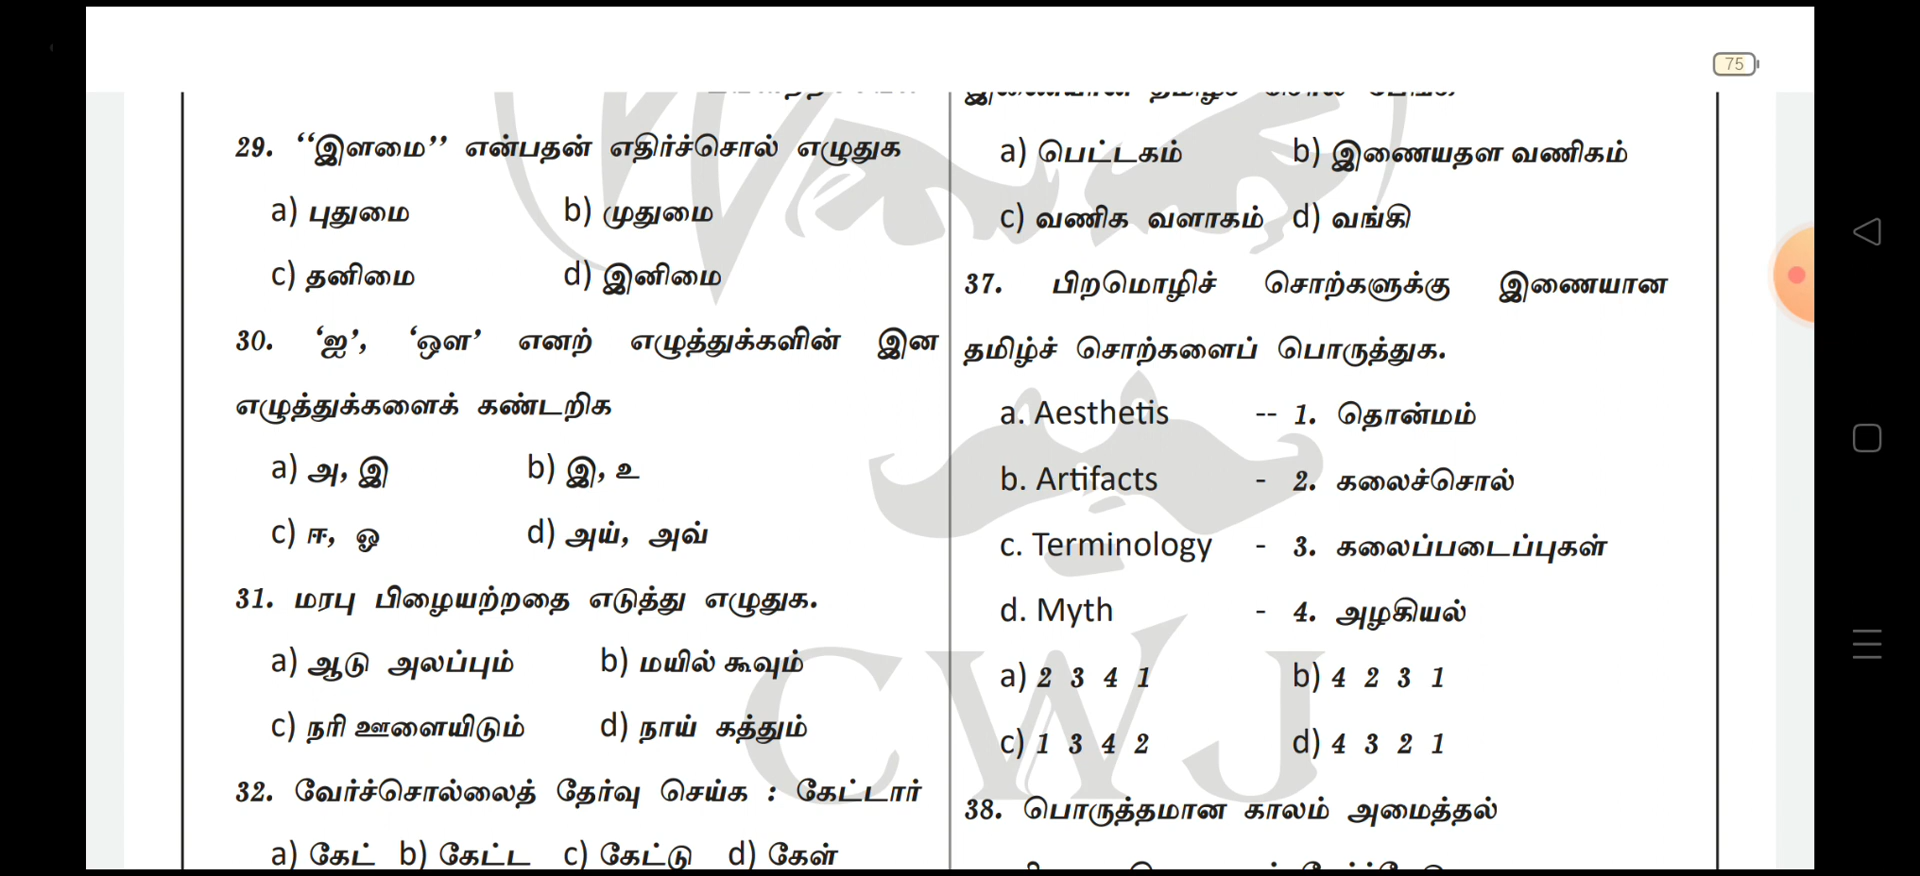 75
29. “இளமை” என்பதன் எதிர்ச்சொல் எழுதுக
a) புதுமை b) முதுமை
c) தனிமை d) இனிமை
30. ‘ஐ’, ‘ஔ’ எனற் எழுத்துக்களின் இன
எழுத்துக்களைக் கண்டறிக
a) அ, இ b) இ, உ
c) ஈ, ஓ d) அய், அவ்
31. மரபு பிழையற்றதை எடுத்து எழுதுக.
a) ஆடு அலப்பும் b) மயில் கூவும்
c) நரி ஊளையிடும் d) நாய் கத்தும்
32. வேர்ச்சொல்லைத் தேர்வு செய்க : கேட்டார்
a) கேட் b) கேட்ட c) கேட்டு d) கேள்
a) பெட்டகம் b) இணையதள வணிகம்
c) வணிக வளாகம் d) வங்கி
37. பிறமொழிச் சொற்களுக்கு இணையான
தமிழ்ச் சொற்களைப் பொருத்துக.
a. Aesthetis -- 1. தொன்மம்
b. Artifacts - 2. கலைச்சொல்
c. Terminology - 3. கலைப்படைப்புகள்
d. Myth - 4. அழகியல்
a) 2 3 4 1 b) 4 2 3 1
c) 1 3 4 2 d) 4 3 2 1
38. பொருத்தமான காலம் அமைத்தல்
CWJ